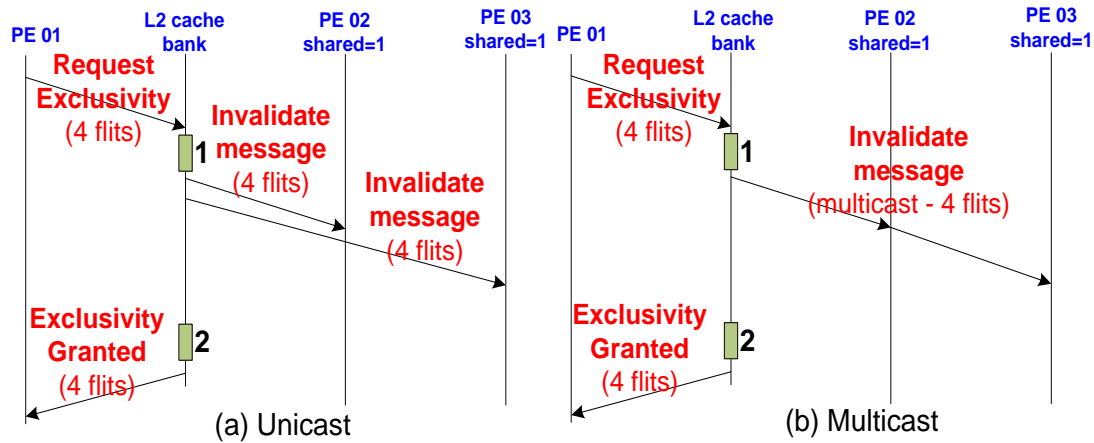 PE 01
L2 cache
bank
PE 02
shared=1
PE 03
shared=1
Request
Exclusivity
(4 flits)
1
Invalidate
message
(4 flits)
Invalidate
message
(4 flits)
Exclusivity
Granted
(4 flits)
2
(a) Unicast
PE 01
L2 cache
bank
PE 02
shared=1
PE 03
shared=1
Request
Exclusivity
(4 flits)
1
Invalidate
message
(multicast - 4 flits)
Exclusivity
Granted
(4 flits)
2
(b) Multicast